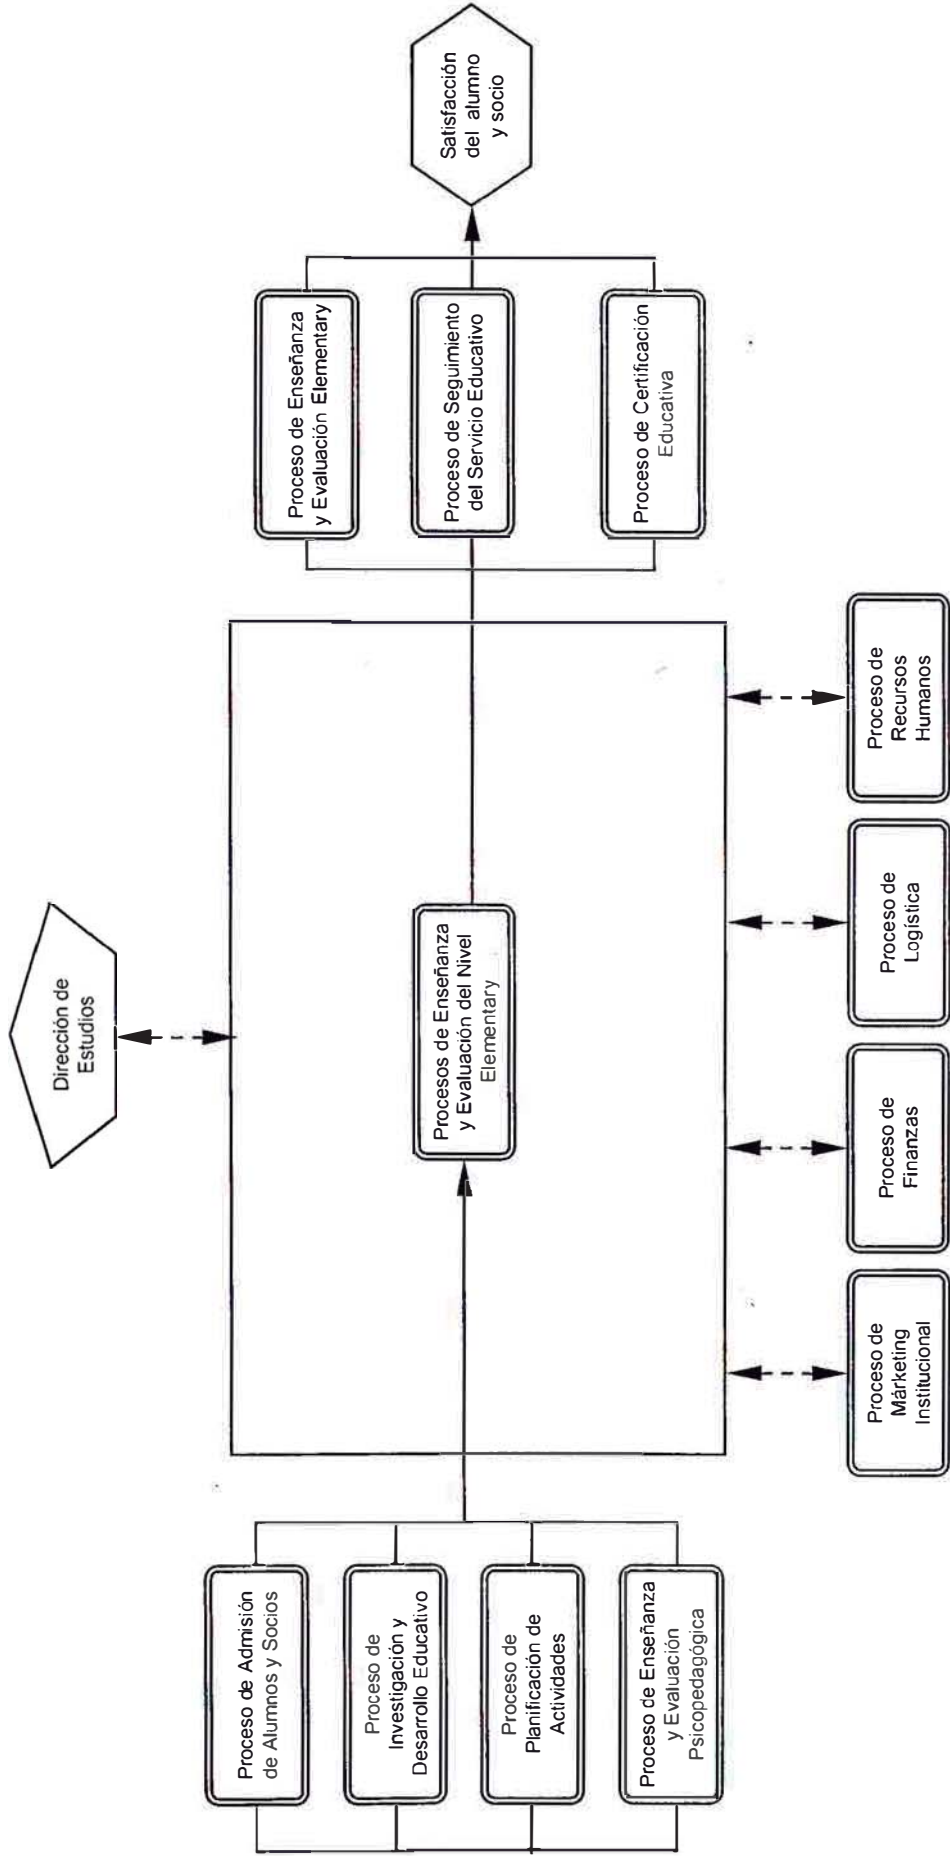 Dirección de
Estudios
Proceso de Admisión
de Alumnos y Socios
Proceso de
Investigación y
Desarrollo Educativo
Proceso de
Planificación de
Actividades
Proceso de Enseñanza
y Evaluación
Psicopedagógica
Procesos de Enseñanza
y Evaluación del Nivel
Elementary
Proceso de Enseñanza
y Evaluación Elementary
Proceso de Seguimiento
del Servicio Educativo
Proceso de Certificación
Educativa
Satisfacción
del alumno
y socio
Proceso de
Márketing
Institucional
Proceso de
Finanzas
Proceso de
Logística
Proceso de
Recursos
Humanos